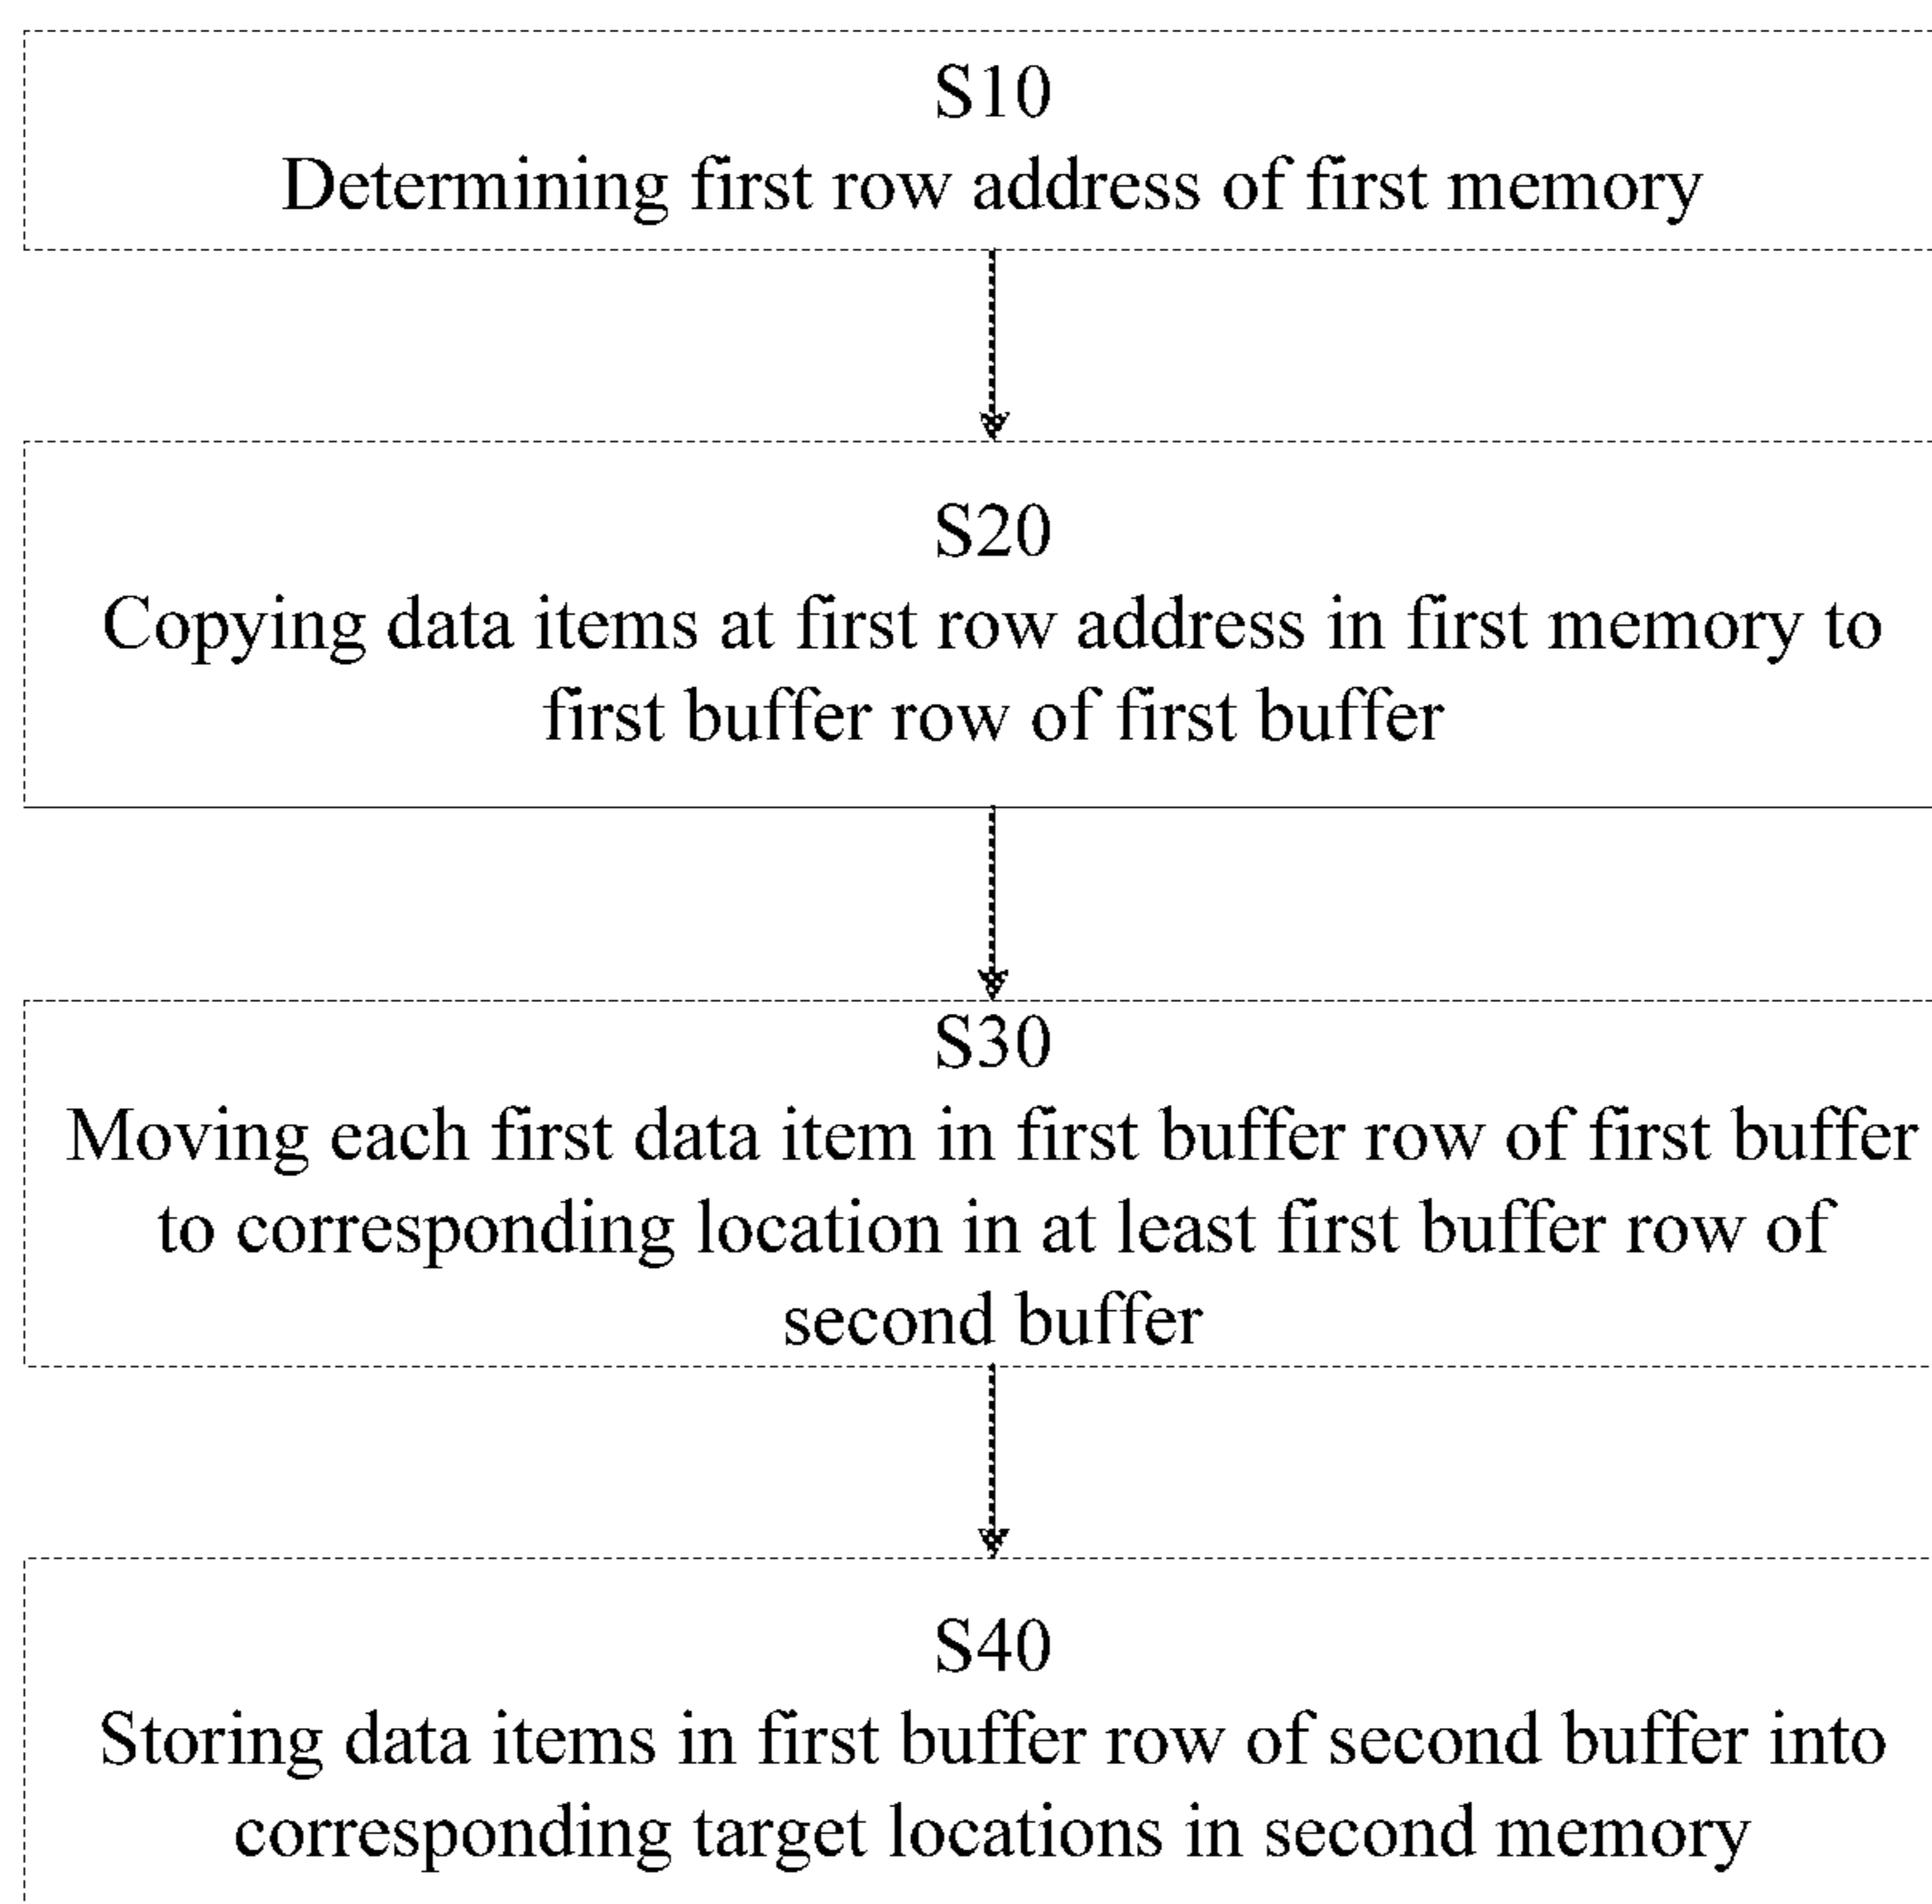 S10
Determining first row address of first memory
S20
Copying data items at first row address in first memory to
first buffer row of first buffer
S30
Moving each first data item in first buffer row of first buffer
to corresponding location in at least first buffer row of
second buffer
S40
Storing data items in first buffer row of second buffer into
corresponding target locations in second memory